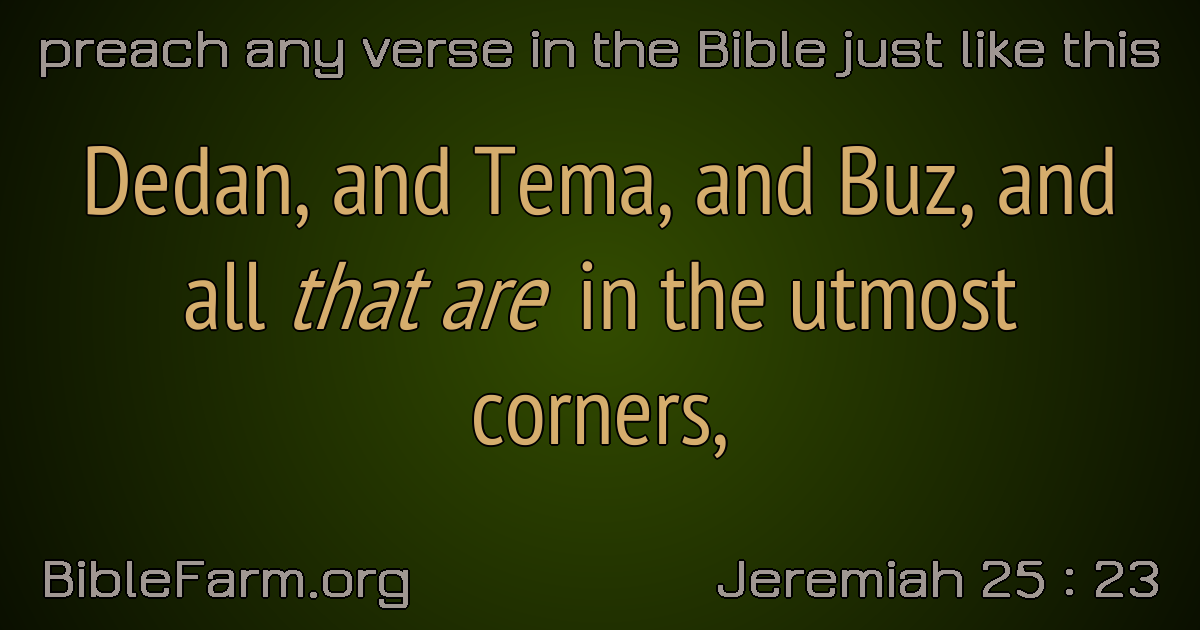 preach any verse in the Bible just like this
Dedan, and Tema, and Buz, and
all that are in the utmost
corners,
BibleFarm.org
Jeremiah 25 : 23